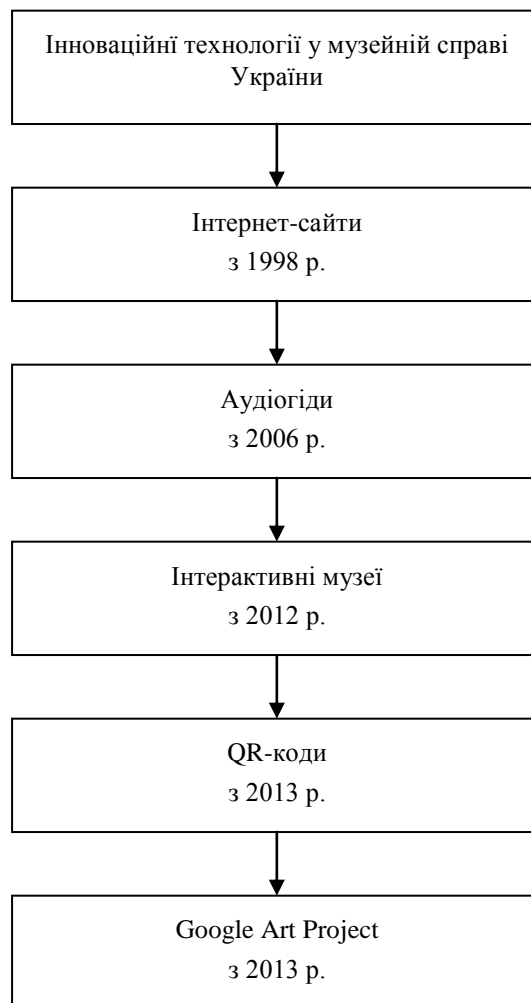 Інноваційнї технології у музейній справі
України
Інтернет-сайти
з 1998 р.
Аудіогіди
з 2006 р.
Інтерактивні музеї
з 2012 р.
QR-коди
з 2013 р.
Google Art Project
з 2013 р.